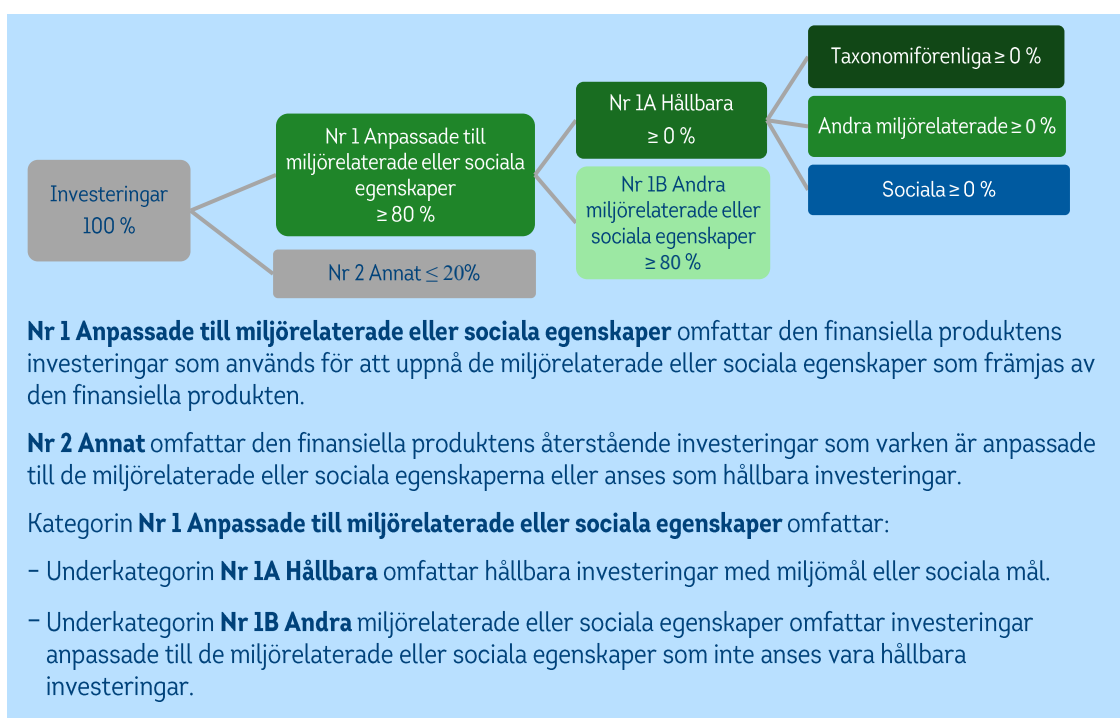 Investeringar
100 %
Nr 1 Anpassade till
miljörelaterade eller sociala
egenskaper
≥ 80 %
Nr 2 Annat ≤ 20%
Nr 1A Hållbara
≥ 0 %
Nr 1B Andra
miljörelaterade eller
sociala egenskaper
≥ 80 %
Taxonomiförenliga ≥ 0 %
Andra miljörelaterade ≥ 0 %
Sociala ≥ 0 %
Nr 1 Anpassade till miljörelaterade eller sociala egenskaper omfattar den finansiella produktens
investeringar som används för att uppnå de miljörelaterade eller sociala egenskaper som främjas av
den finansiella produkten.
Nr 2 Annat omfattar den finansiella produktens återstående investeringar som varken är anpassade
till de miljörelaterade eller sociala egenskaperna eller anses som hållbara investeringar.
Kategorin Nr 1 Anpassade till miljörelaterade eller sociala egenskaper omfattar:
– Underkategorin Nr 1A Hållbara omfattar hållbara investeringar med miljömål eller sociala mål.
– Underkategorin Nr 1B Andra miljörelaterade eller sociala egenskaper omfattar investeringar
anpassade till de miljörelaterade eller sociala egenskaper som inte anses vara hållbara
investeringar.